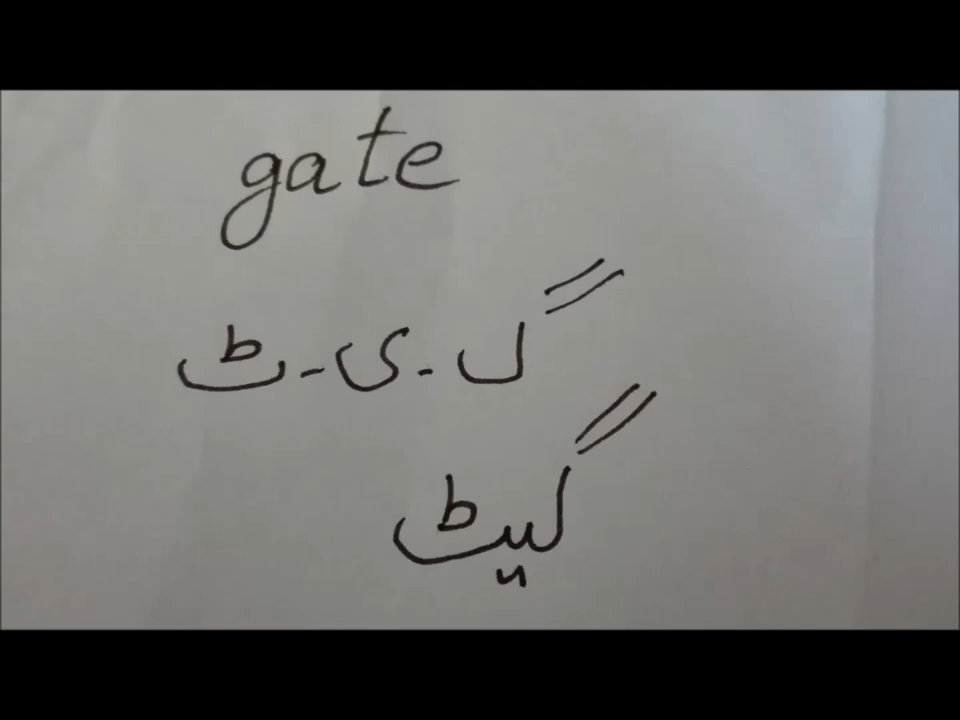 gate
گ - ی - ٹ
گیٹ